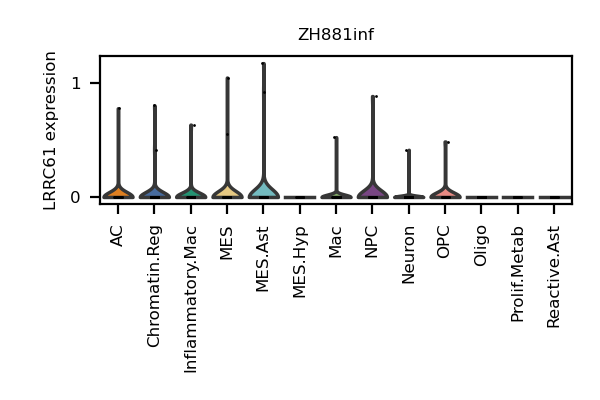 ZH881inf
LRRC61 expression
1
0
AC
Chromatin.Reg
Inflammatory.Mac
MES
MES.Ast
MES.Hyp
Mac
NPC
Neuron
OPC
Oligo
Prolif.Metab
Reactive.Ast